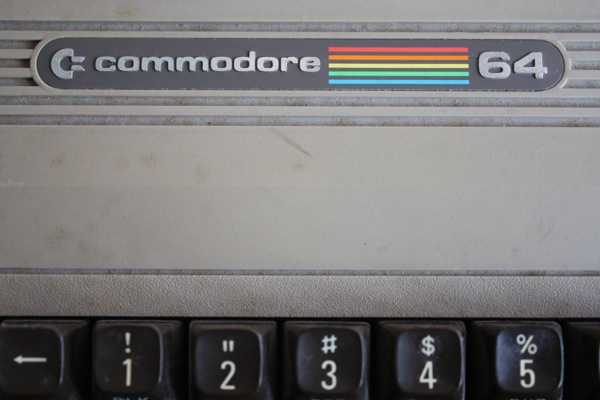 commodore 64
! " # $ %
← 1 2 3 4 5